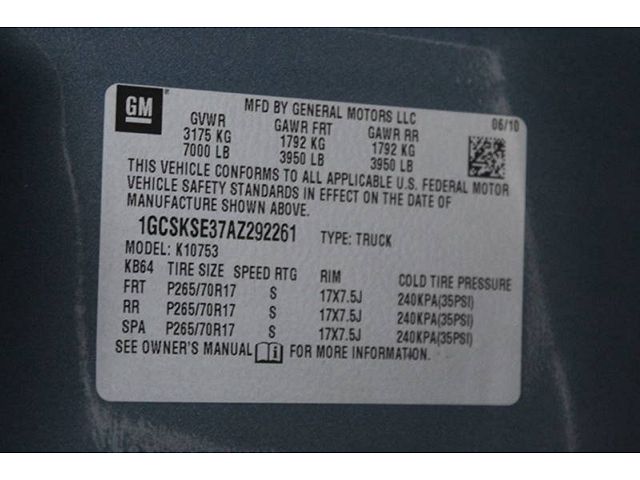 GM
MFD BY GENERAL MOTORS LLC
06/10
GVWR GAWR FRT GAWR RR
3175 KG 1792 KG 1792 KG
7000 LB 3950 LB 3950 LB
THIS VEHICLE CONFORMS TO ALL APPLICABLE U.S. FEDERAL MOTOR
VEHICLE SAFETY STANDARDS IN EFFECT ON THE DATE OF
MANUFACTURE SHOWN ABOVE.
1GCSKSE37AZ292261 TYPE: TRUCK
MODEL: K10753
KB64 TIRE SIZE SPEED RTG RIM COLD TIRE PRESSURE
FRT P265/70R17 S 17X7.5J 240KPA(35PSI)
RR P265/70R17 S 17X7.5J 240KPA(35PSI)
SPA P265/70R17 S 17X7.5J 240KPA(35PSI)
SEE OWNER'S MANUAL FOR MORE INFORMATION.